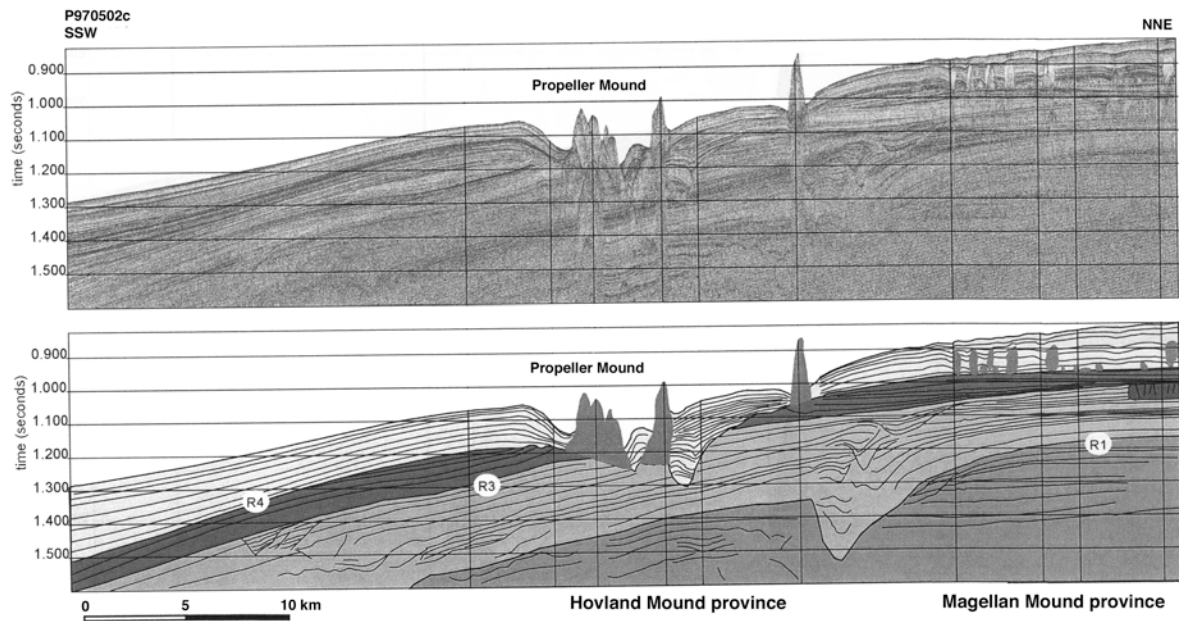 P970502c
SSW
NNE
Propeller Mound
time (seconds)
0.900
1.000
1.100
1.200
1.300
1.400
1.500
Propeller Mound
time (seconds)
0.900
1.000
1.100
1.200
1.300
1.400
1.500
R4
R3
R1
0 5 10 km
Hovland Mound province
Magellan Mound province